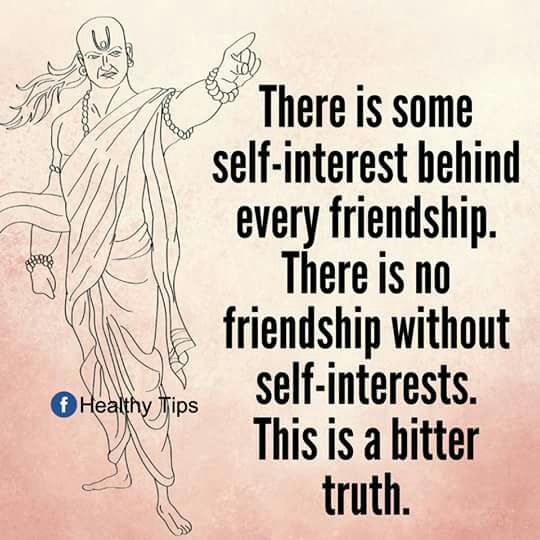 There is some
self-interest behind
every friendship.
There is no
friendship without
self-interests.
This is a bitter
truth.
f Healthy Tips